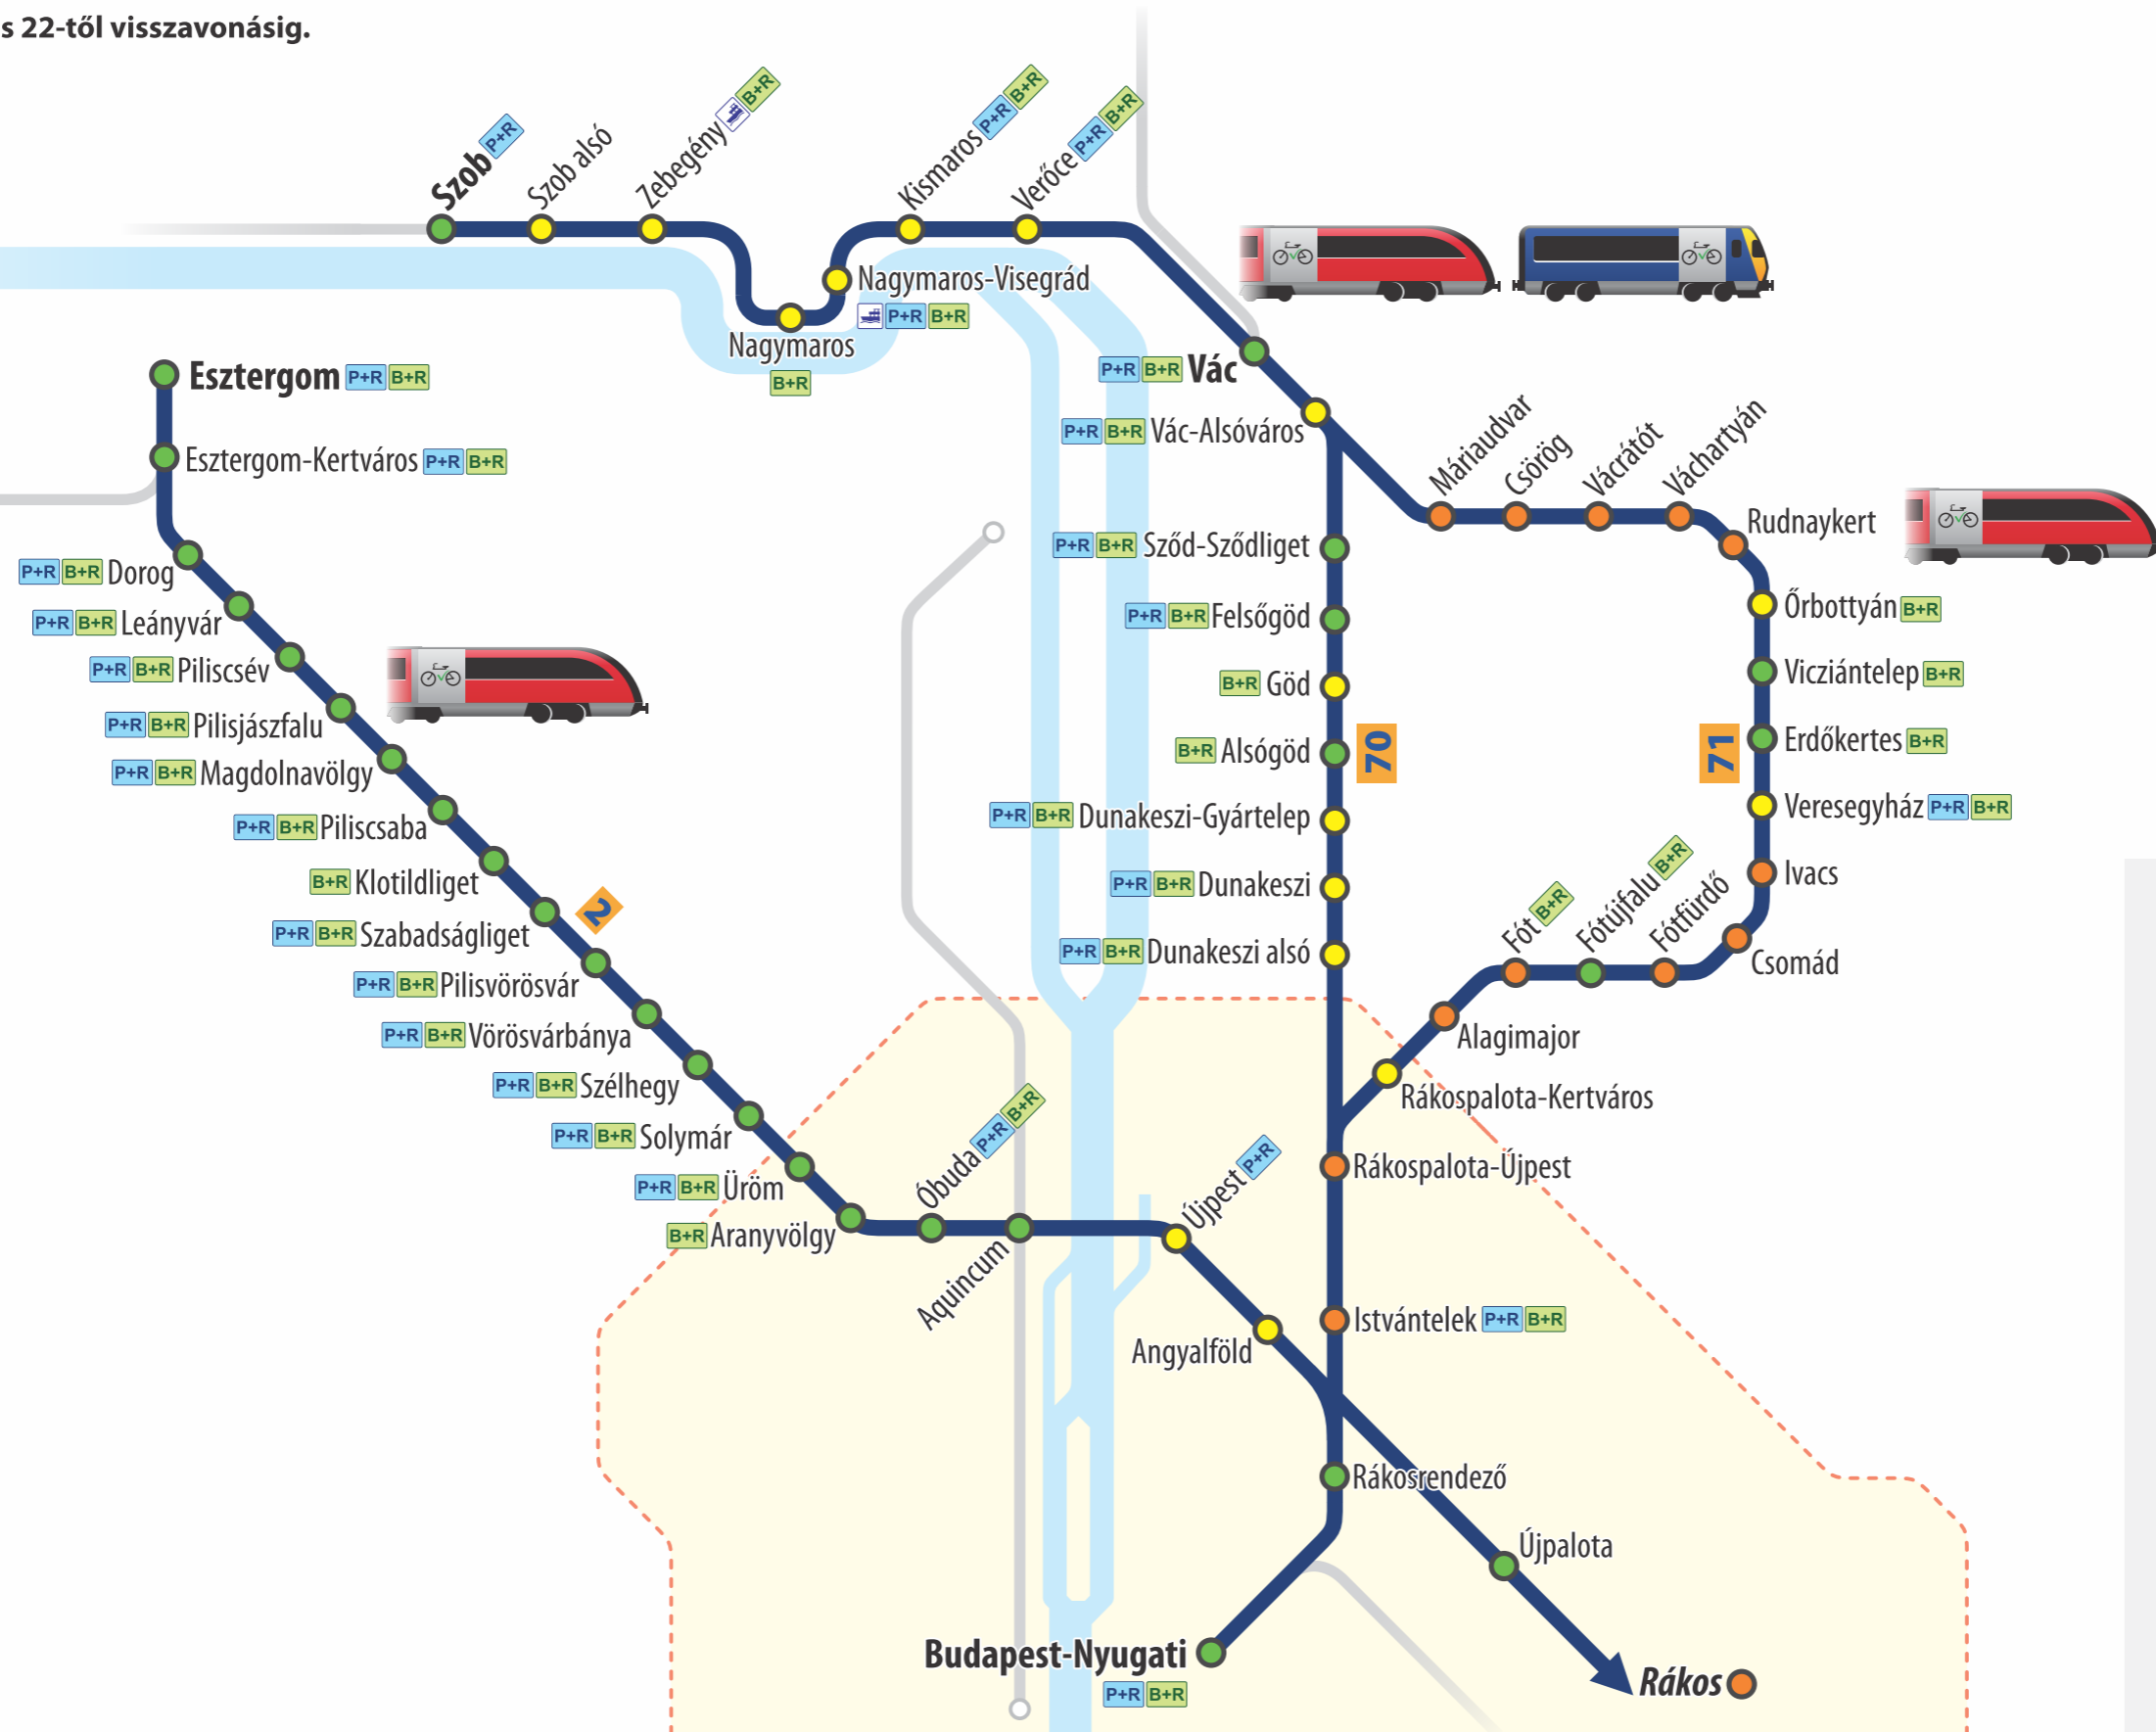 s 22-től visszavonásig.
Szob P+R
Szob alsó
Zebegény B+R
Nagymaros
B+R
Nagymaros-Visegrád
P+R B+R
Kismaros P+R B+R
Verőce P+R B+R
P+R B+R Vác
P+R B+R Vác-Alsóváros
Esztergom P+R B+R
Esztergom-Kertváros P+R B+R
P+R B+R Dorog
P+R B+R Leányvár
P+R B+R Piliscsév
P+R B+R Pilisjászfalu
P+R B+R Magdolnavölgy
P+R B+R Piliscsaba
B+R Klotildliget
2
P+R B+R Szabadságliget
P+R B+R Pilisvörösvár
P+R B+R Vörösvárbánya
P+R B+R Szélhegy
P+R B+R Solymár
P+R B+R Üröm
B+R Aranyvölgy
Óbuda P+R B+R
Aquincum
Újpest P+R
Angyalföld
P+R B+R Sződ-Sződliget
P+R B+R Felsőgöd
B+R Göd
B+R Alsógöd
70
P+R B+R Dunakeszi-Gyártelep
P+R B+R Dunakeszi
P+R B+R Dunakeszi alsó
Máriaudvar
Csörög
Vácrátót
Váchartyán
Rudnaykert
Őrbottyán B+R
Vicziántelep B+R
71
Erdőkertes B+R
Veresegyház P+R B+R
Ivacs
Csomád
Fótfürdő
Fótújfalu B+R
Fót B+R
Alagimajor
Rákospalota-Kertváros
Rákospalota-Újpest
Istvántelek P+R B+R
Rákosrendező
Újpalota
Budapest-Nyugati
P+R B+R
Rákos